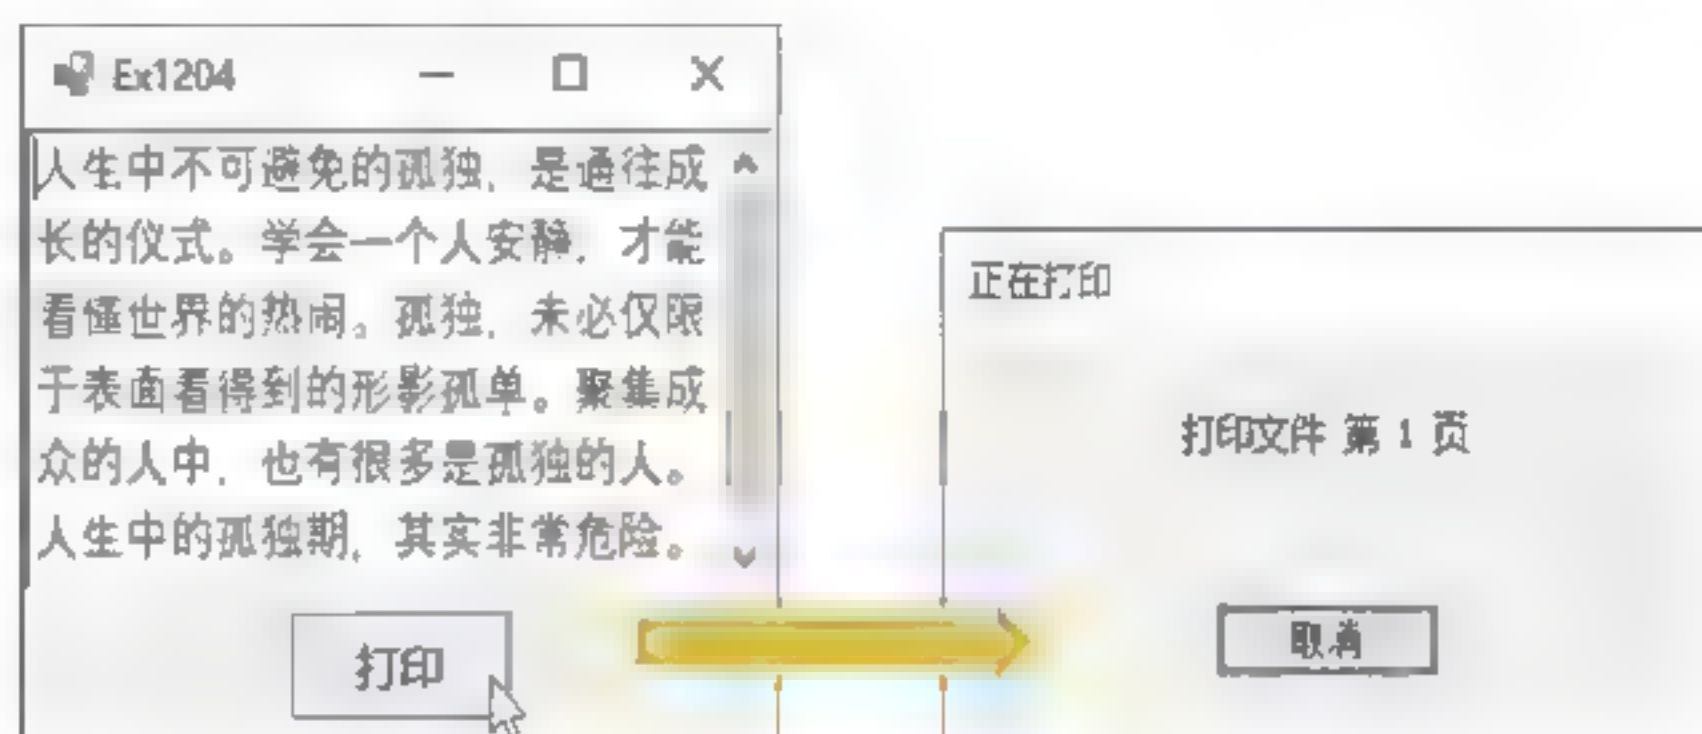 Ex1204
人生中不可避免的孤独，是通往成
长的仪式。学会一个人安静，才能
看懂世界的热闹。孤独，未必仅限
于表面看得到的形影孤单。聚集成
众的人中，也有很多是孤独的人。
人生中的孤独期，其实非常危险。
打印
正在打印
打印文件 第 1 页
取消